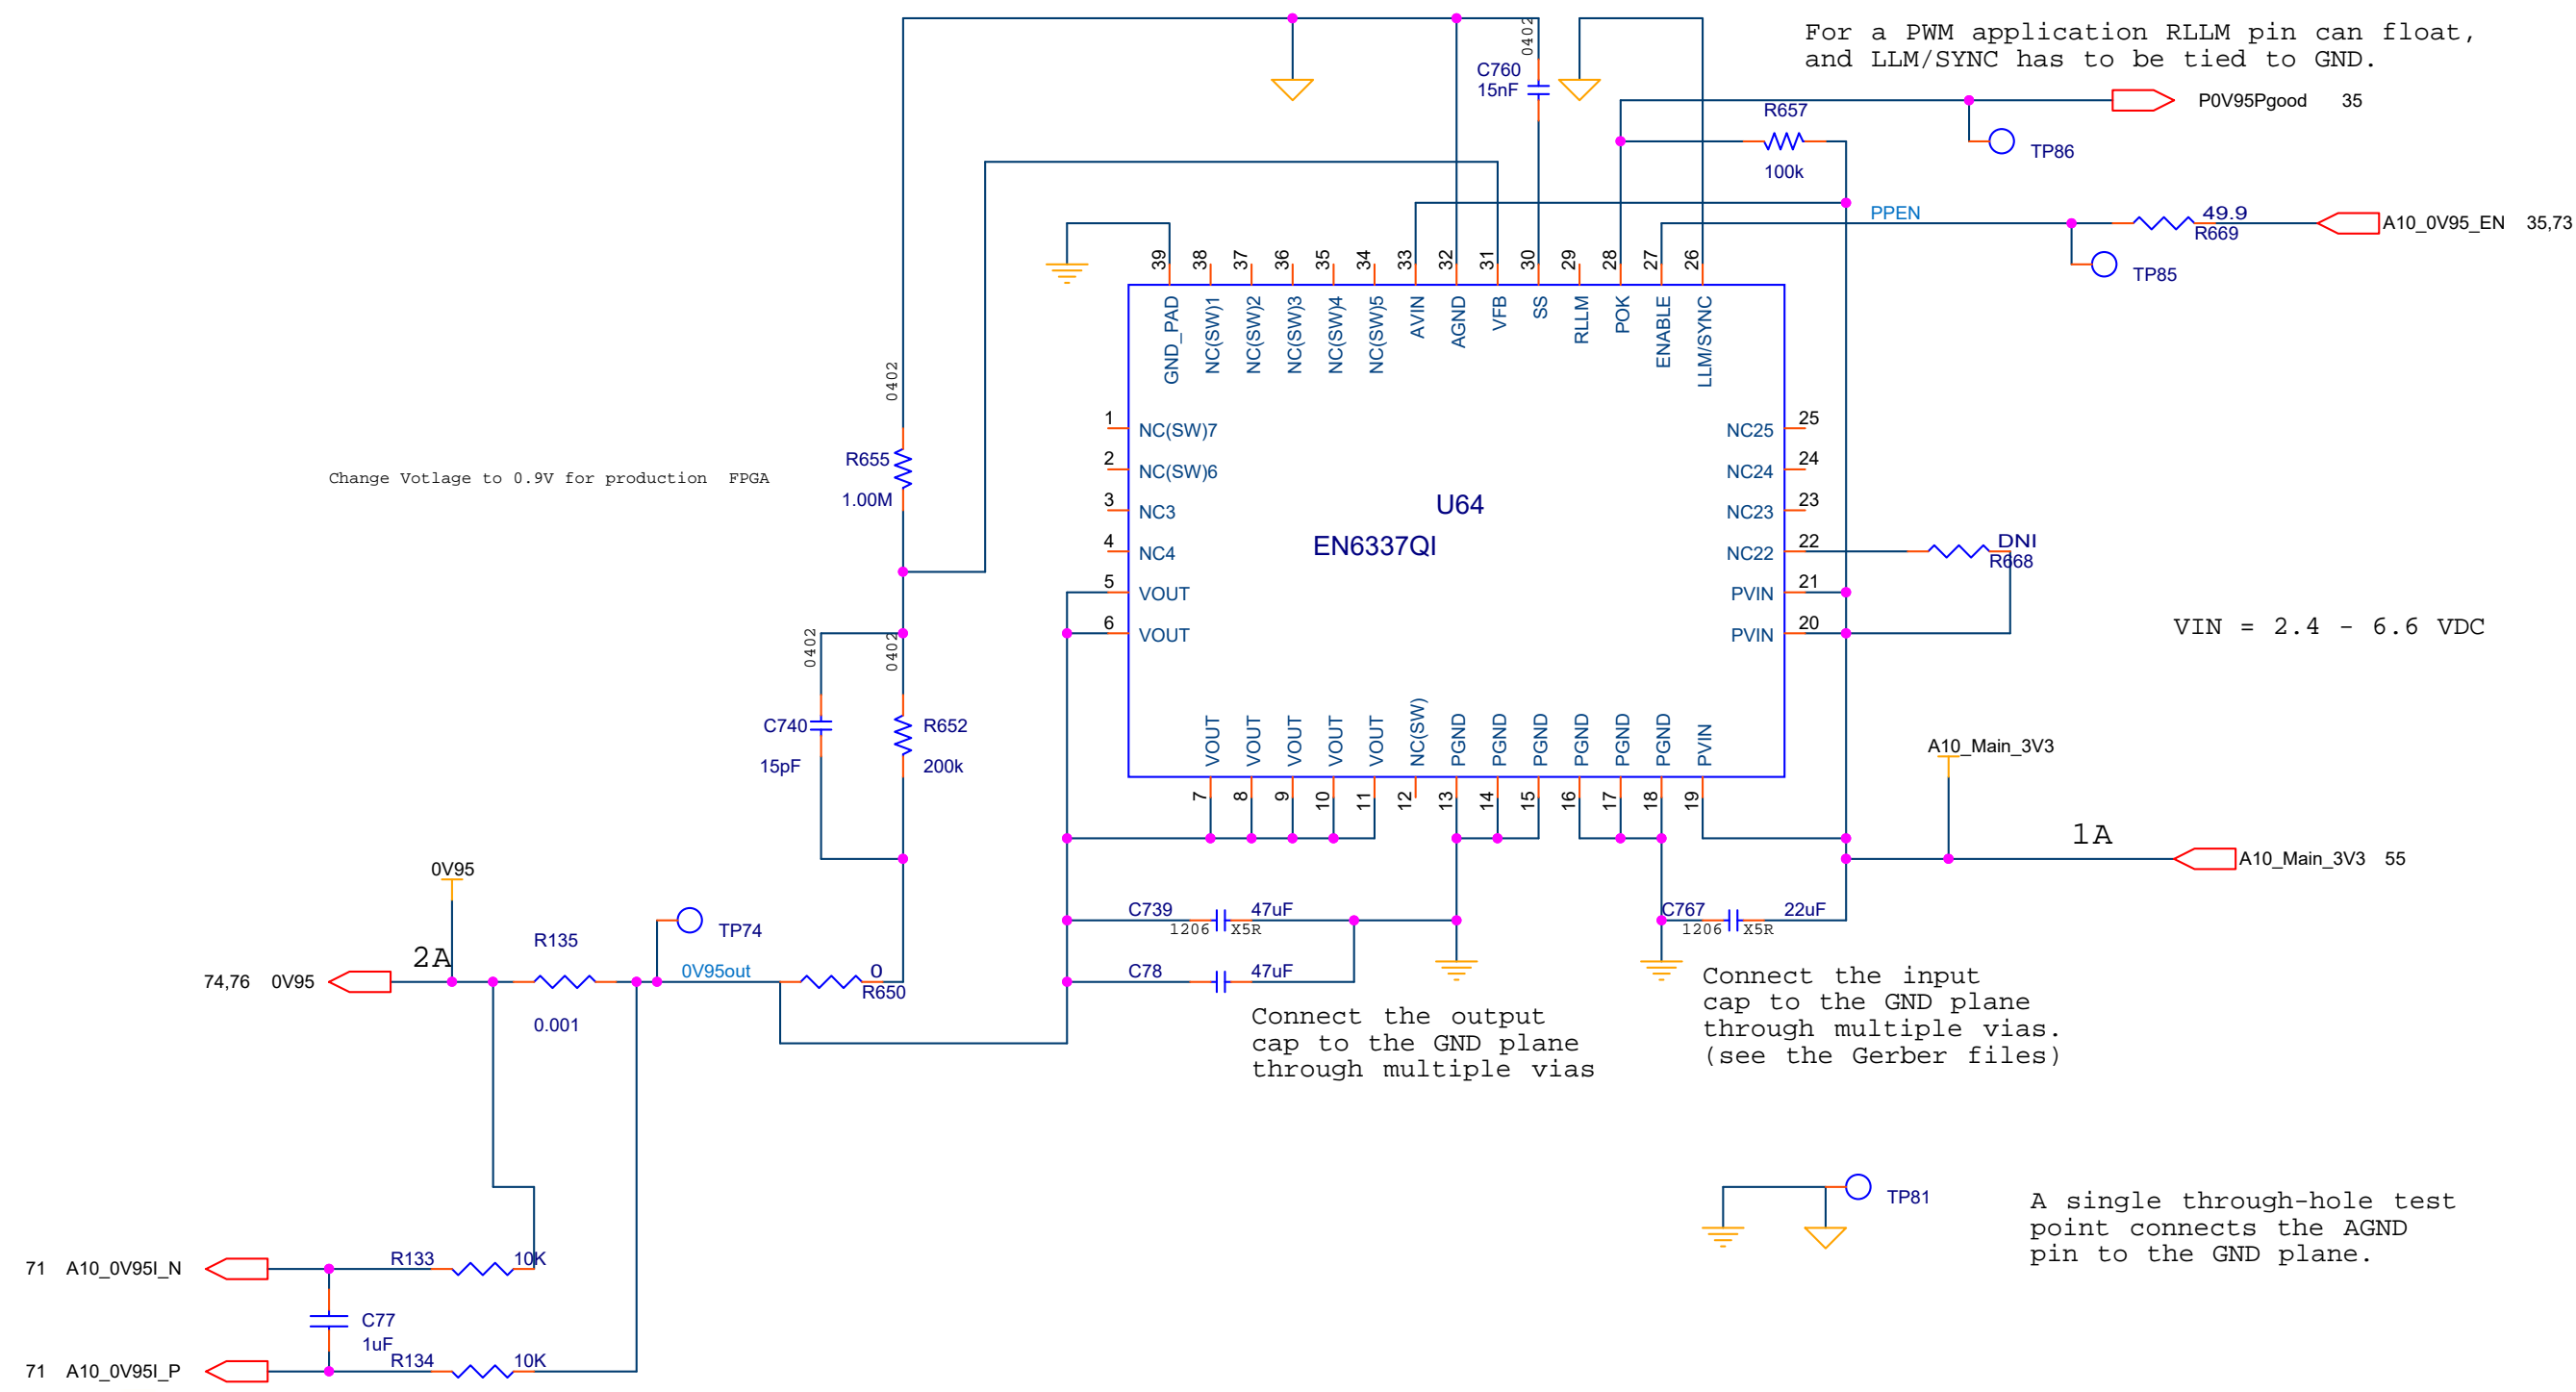 For a PWM application RLLM pin can float,
and LLM/SYNC has to be tied to GND.
0402
C760
15nF
R657
100k
P0V95Pgood 35
TP86
PPEN
49.9
R669
A10_0V95_EN 35,73
TP85
39
38
37
36
35
34
33
32
31
30
29
28
27
26
GND_PAD
NC(SW)1
NC(SW)2
NC(SW)3
NC(SW)4
NC(SW)5
AVIN
AGND
VFB
SS
RLLM
POK
ENABLE
LLM/SYNC
0402
R655
1.00M
Change Votlage to 0.9V for production FPGA
1 NC(SW)7
2 NC(SW)6
3 NC3
4 NC4
5 VOUT
6 VOUT
U64
EN6337QI
NC25 25
NC24 24
NC23 23
NC22 22
PVIN 21
PVIN 20
DNI
R668
VIN = 2.4 - 6.6 VDC
0402
0402
C740
15pF
R652
200k
VOUT
VOUT
VOUT
VOUT
VOUT
NC(SW)
PGND
PGND
PGND
PGND
PGND
PGND
PVIN
7
8
9
10
11
12
13
14
15
16
17
18
19
A10_Main_3V3
1A
A10_Main_3V3 55
0V95
2A
R135
0.001
TP74
74,76 0V95
0V95out
0
R650
C739 47uF
1206 X5R
C78 47uF
C767 22uF
1206 X5R
Connect the output
cap to the GND plane
through multiple vias
Connect the input
cap to the GND plane
through multiple vias.
(see the Gerber files)
TP81
A single through-hole test
point connects the AGND
pin to the GND plane.
71 A10_0V95I_N
R133 10K
C77
1uF
71 A10_0V95I_P
R134 10K